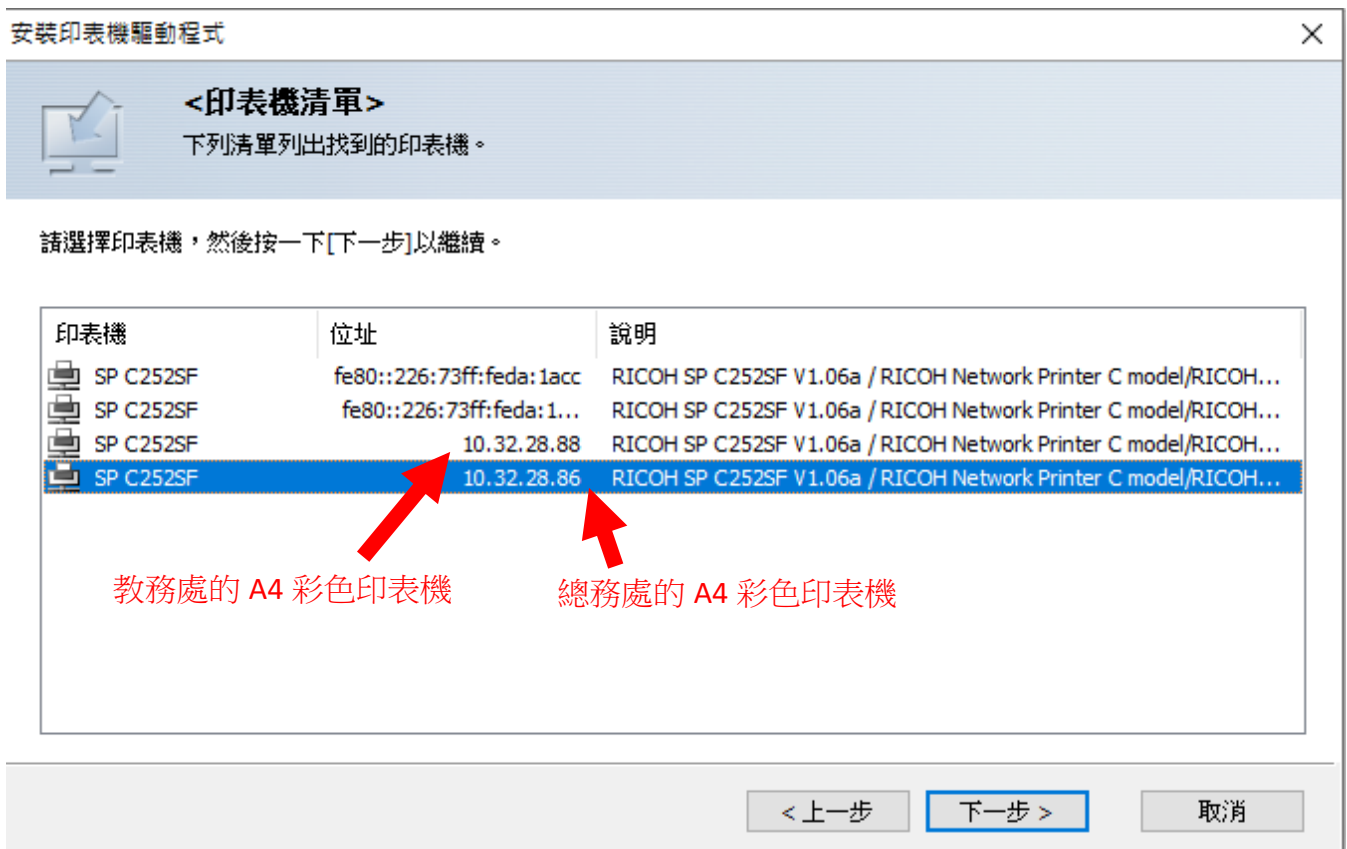 安裝印表機驅動程式
<印表機清單>
下列清單列出找到的印表機。
請選擇印表機，然後按一下[下一步]以繼續。
印表機 位址 說明
SP C252SF fe80::226:73ff:feda:1acc RICOH SP C252SF V1.06a / RICOH Network Printer C model/RICOH...
SP C252SF fe80::226:73ff:feda:1... RICOH SP C252SF V1.06a / RICOH Network Printer C model/RICOH...
SP C252SF 10.32.28.88 RICOH SP C252SF V1.06a / RICOH Network Printer C model/RICOH...
SP C252SF 10.32.28.86 RICOH SP C252SF V1.06a / RICOH Network Printer C model/RICOH...
教務處的 A4 彩色印表機 總務處的 A4 彩色印表機
<上一步 下一步> 取消